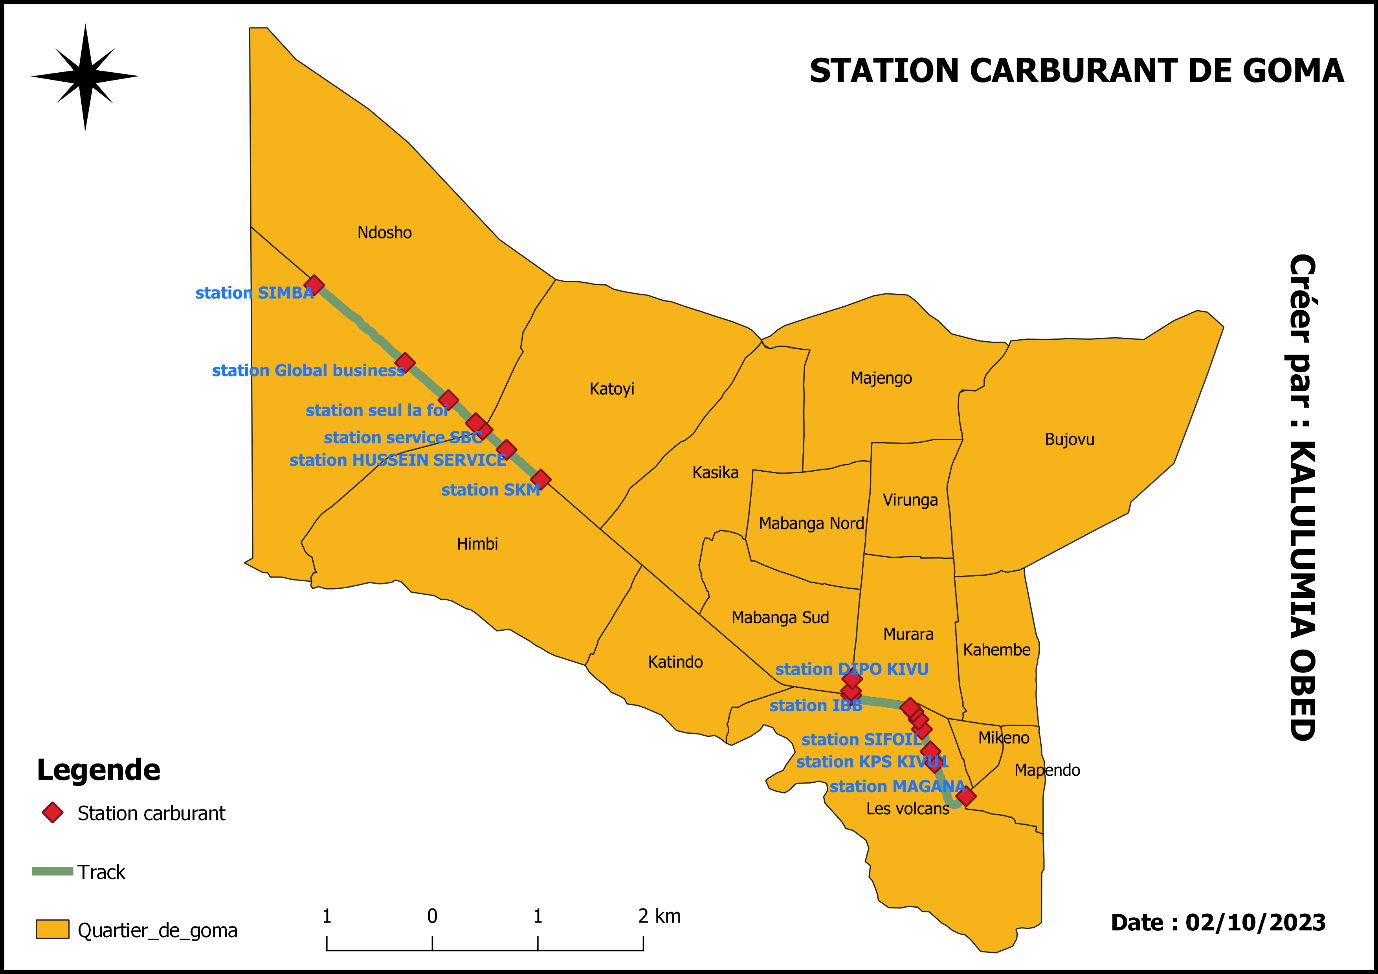 STATION CARBURANT DE GOMA
Ndosho
station SIMBA
station Global business
Katoyi
Majengo
station seul la for
Bujovu
station service SBC
station HUSSEIN SERVICE
Kasika
station SKM
Virunga
Mabanga Nord
Himbi
Mabanga Sud
Murara
Kahembe
Katindo
station DIPO KIVU
station IBB
station SIFOIL
Mikeno
station KPS KIVU1
Mapendo
station MAGANA
Les volcans
Créer par : KALULUMIA OBED
Legende
Station carburant
Track
Quartier_de_goma
1 0 1 2 km
Date : 02/10/2023